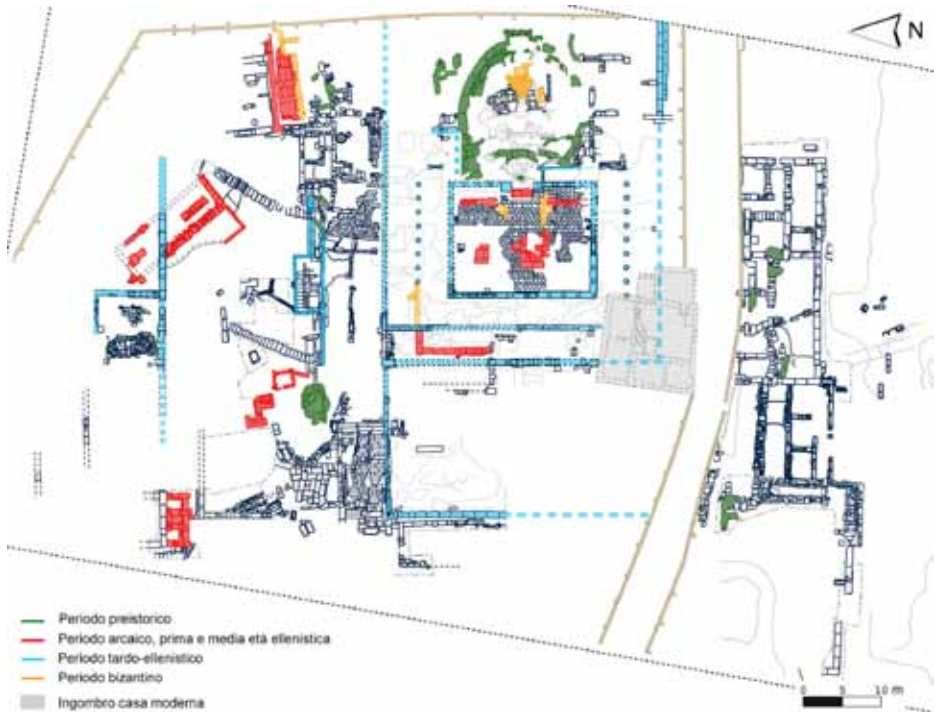 N
Periodo preistorico
Periodo arcaico, prima e media età ellenistica
Periodo tardo-ellenistico
Periodo bizantino
Ingombro casa moderna
0 5 10 m